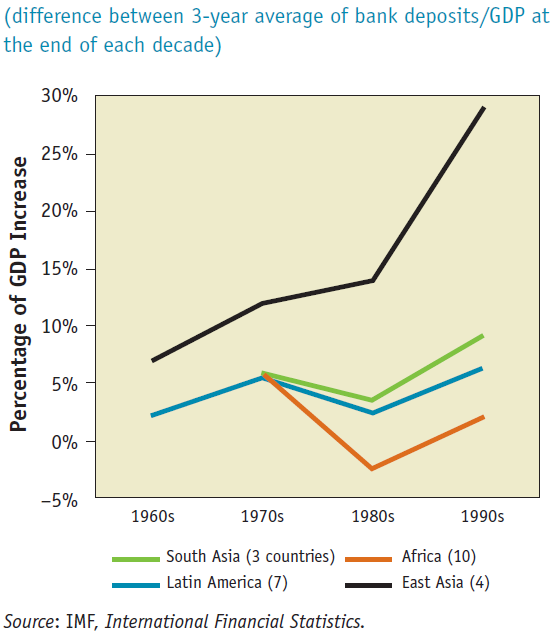 (difference between 3-year average of bank deposits/GDP at
the end of each decade)
30%
25%
20%
15%
10%
5%
0%
–5%
Percentage of GDP Increase
1960s 1970s 1980s 1990s
South Asia (3 countries) Africa (10)
Latin America (7) East Asia (4)
Source: IMF, International Financial Statistics.